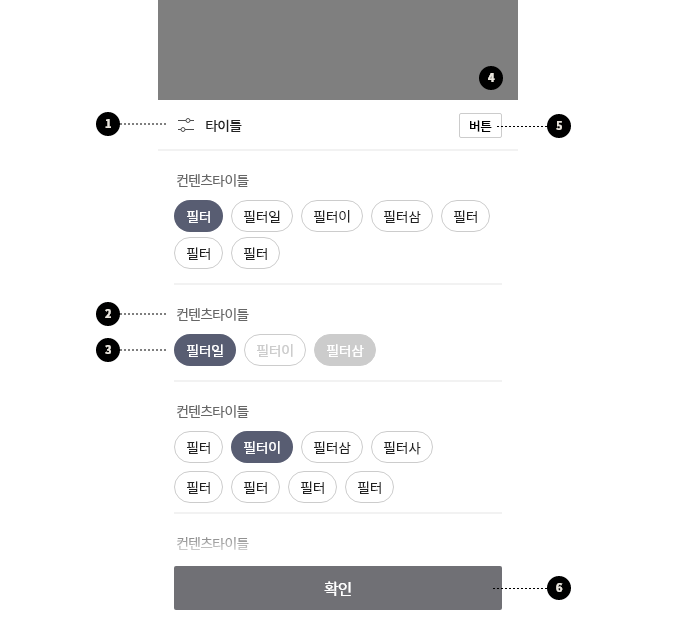 4
1 타이틀 버튼 5
컨텐츠타이틀
필터 필터일 필터이 필터삼 필터
필터 필터
2 컨텐츠타이틀
3 필터일 필터이 필터삼
컨텐츠타이틀
필터 필터이 필터삼 필터사
필터 필터 필터 필터
컨텐츠타이틀
확인 6